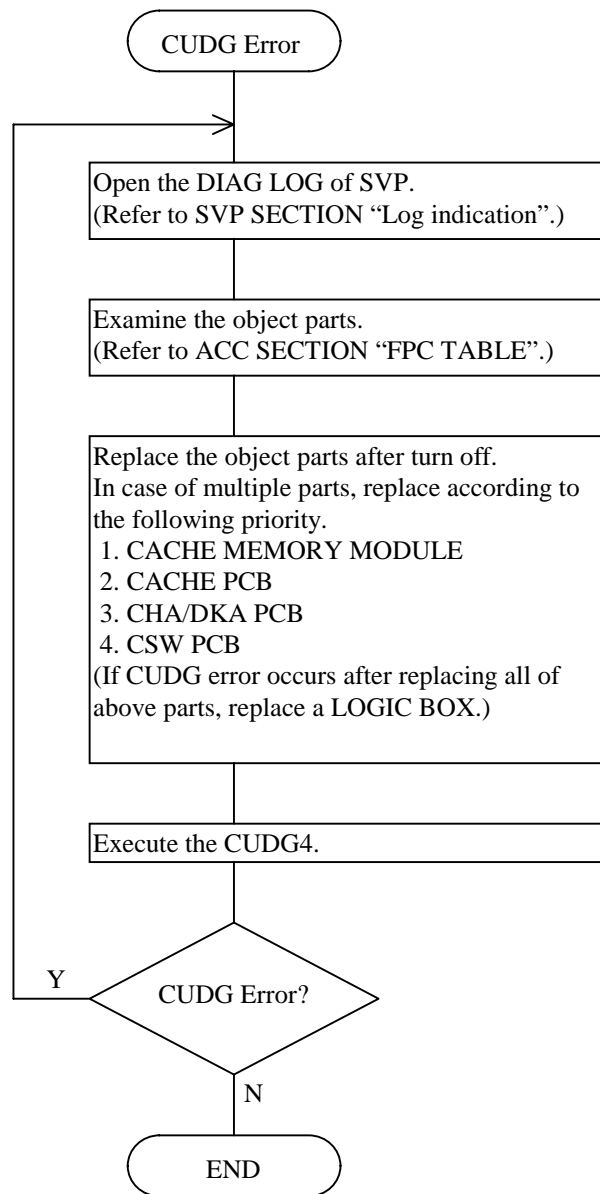 CUDG Error
Open the DIAG LOG of SVP.
(Refer to SVP SECTION “Log indication”.)
Examine the object parts.
(Refer to ACC SECTION “FPC TABLE”.)
Replace the object parts after turn off.
In case of multiple parts, replace according to
the following priority.
1. CACHE MEMORY MODULE
2. CACHE PCB
3. CHA/DKA PCB
4. CSW PCB
(If CUDG error occurs after replacing all of
above parts, replace a LOGIC BOX.)
Execute the CUDG4.
CUDG Error?
Y
N
END